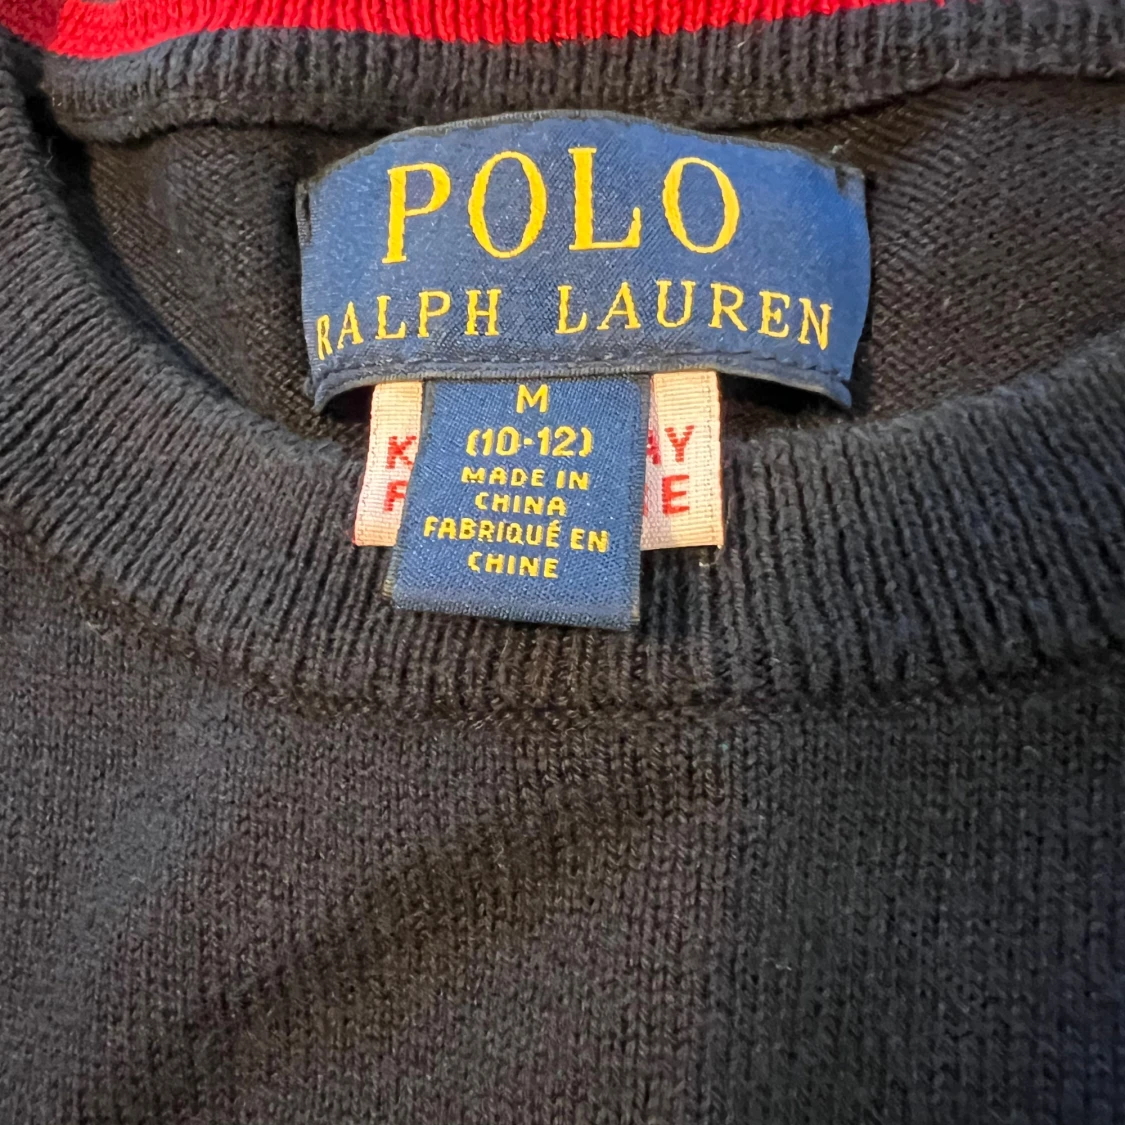 POLO
RALPH LAUREN
M
(10-12)
MADE IN
CHINA
FABRIQUÉ EN
CHINE